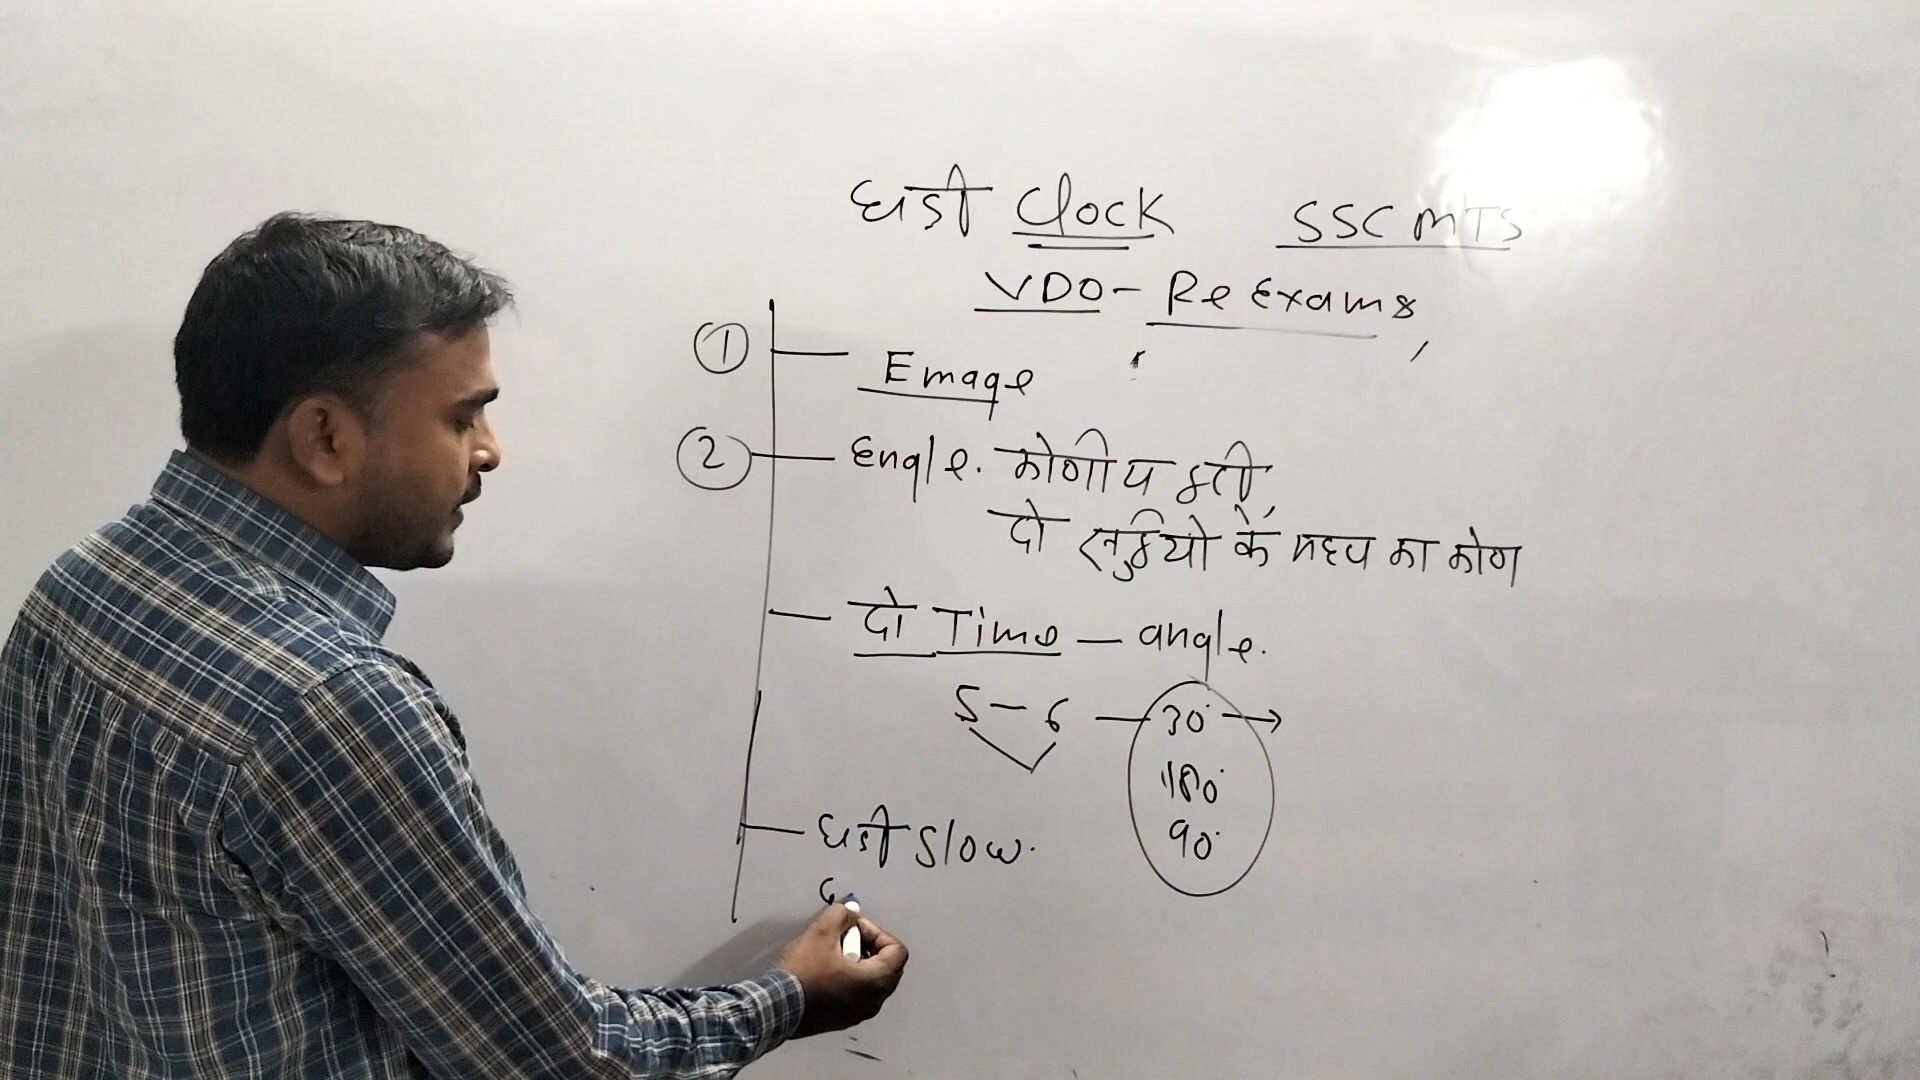 घडी Clock SSC MTS
VDO - Re Exams,
① Emage
② Engle. कोणीय
दो सुईयो के मध्य का कोण
दो Time - angle.
5 - 6 - 30° →
180°
90°
घडी Slow.